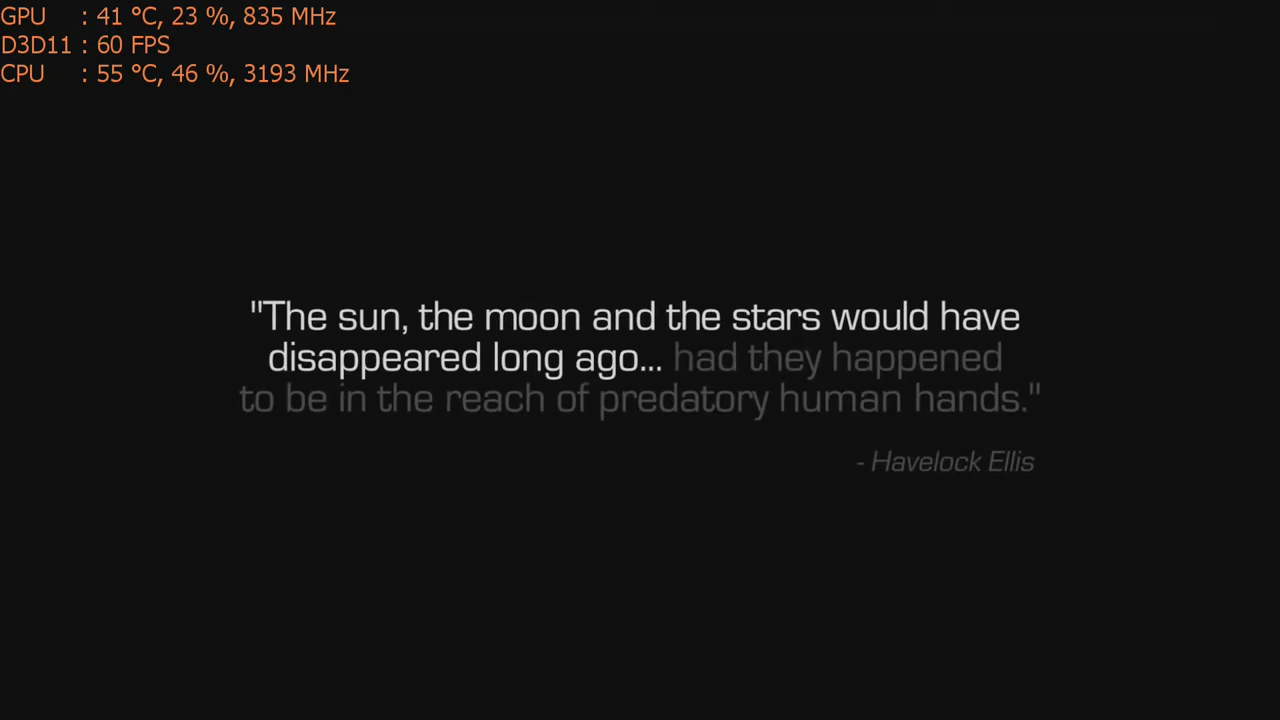 GPU : 41 °C, 23 %, 835 MHz
D3D11 : 60 FPS
CPU : 55 °C, 46 %, 3193 MHz
"The sun, the moon and the stars would have
disappeared long ago... had they happened
to be in the reach of predatory human hands."
- Havelock Ellis